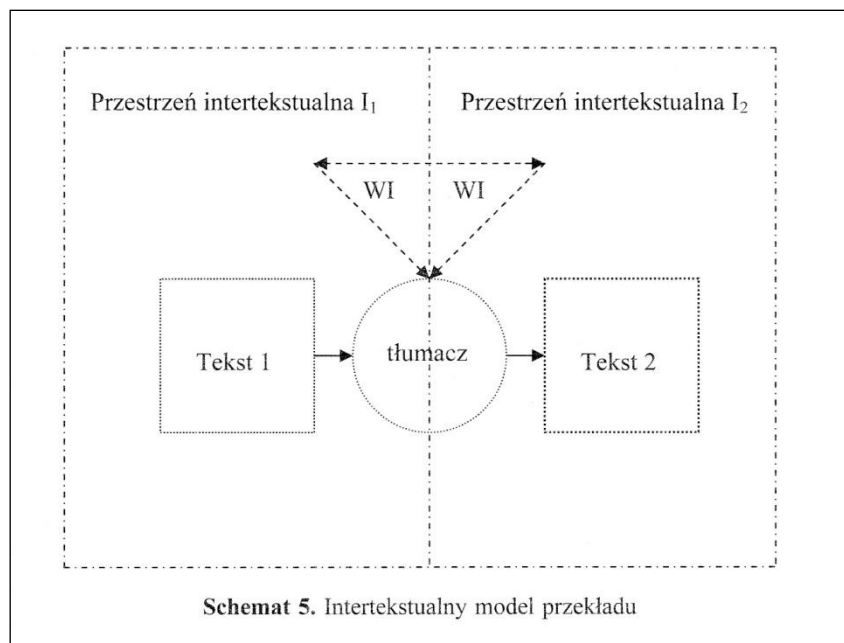 Przestrzeń intertekstualna I₁
Przestrzeń intertekstualna I₂
WI
WI
Tekst 1
tłumacz
Tekst 2
Schemat 5. Intertekstualny model przekładu